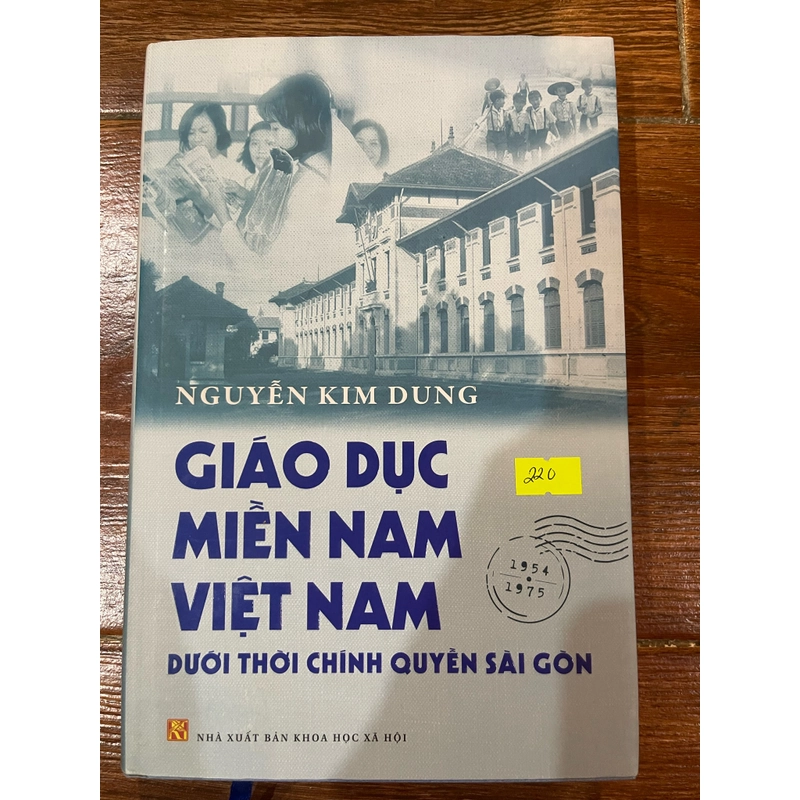 NGUYỄN KIM DUNG
GIÁO DỤC
MIỀN NAM
VIỆT NAM
220
1954
1975
DƯỚI THỜI CHÍNH QUYỀN SÀI GÒN
NHÀ XUẤT BẢN KHOA HỌC XÃ HỘI